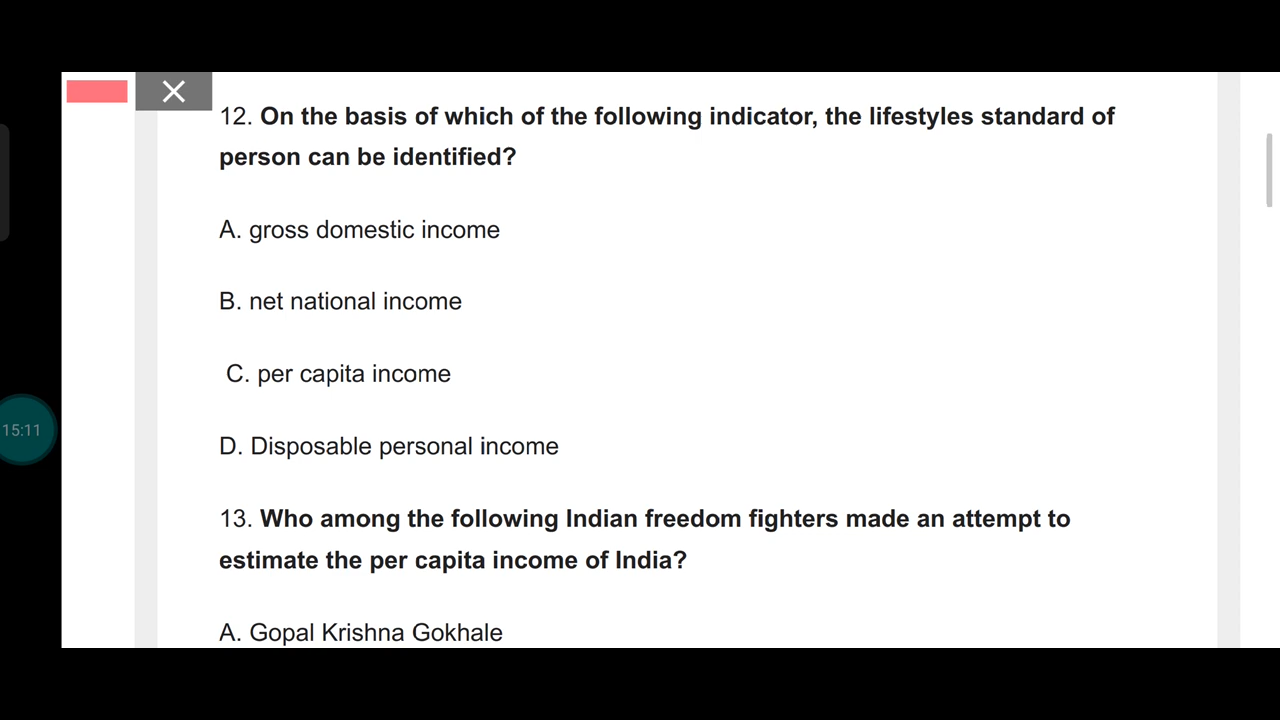 12. On the basis of which of the following indicator, the lifestyles standard of
person can be identified?
A. gross domestic income
B. net national income
C. per capita income
D. Disposable personal income
15:11
13. Who among the following Indian freedom fighters made an attempt to
estimate the per capita income of India?
A. Gopal Krishna Gokhale